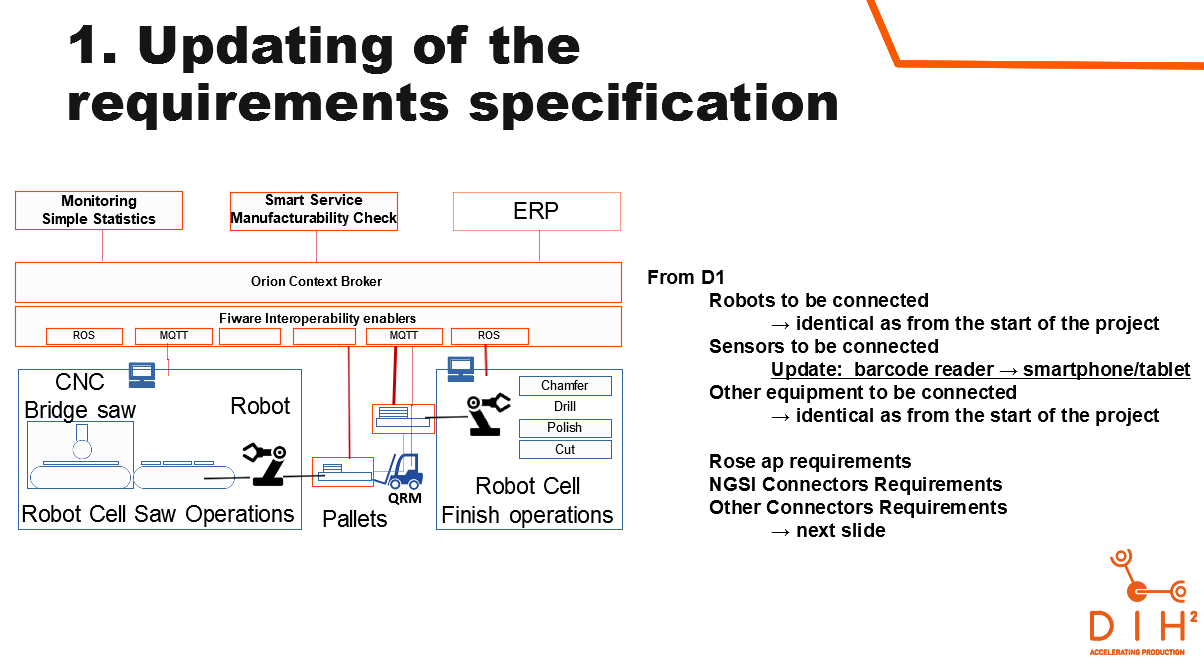 1. Updating of the
requirements specification
Monitoring
Simple Statistics
Smart Service
Manufacturability Check
ERP
Orion Context Broker
Fiware Interoperability enablers
ROS
MQTT
MQTT
ROS
CNC
Bridge saw
Robot
Robot Cell Saw Operations
Pallets
QRM
Chamfer
Drill
Polish
Cut
Robot Cell
Finish operations
From D1
Robots to be connected
→ identical as from the start of the project
Sensors to be connected
Update: barcode reader → smartphone/tablet
Other equipment to be connected
→ identical as from the start of the project
Rose ap requirements
NGSI Connectors Requirements
Other Connectors Requirements
→ next slide
DIH²
ACCELERATING PRODUCTION